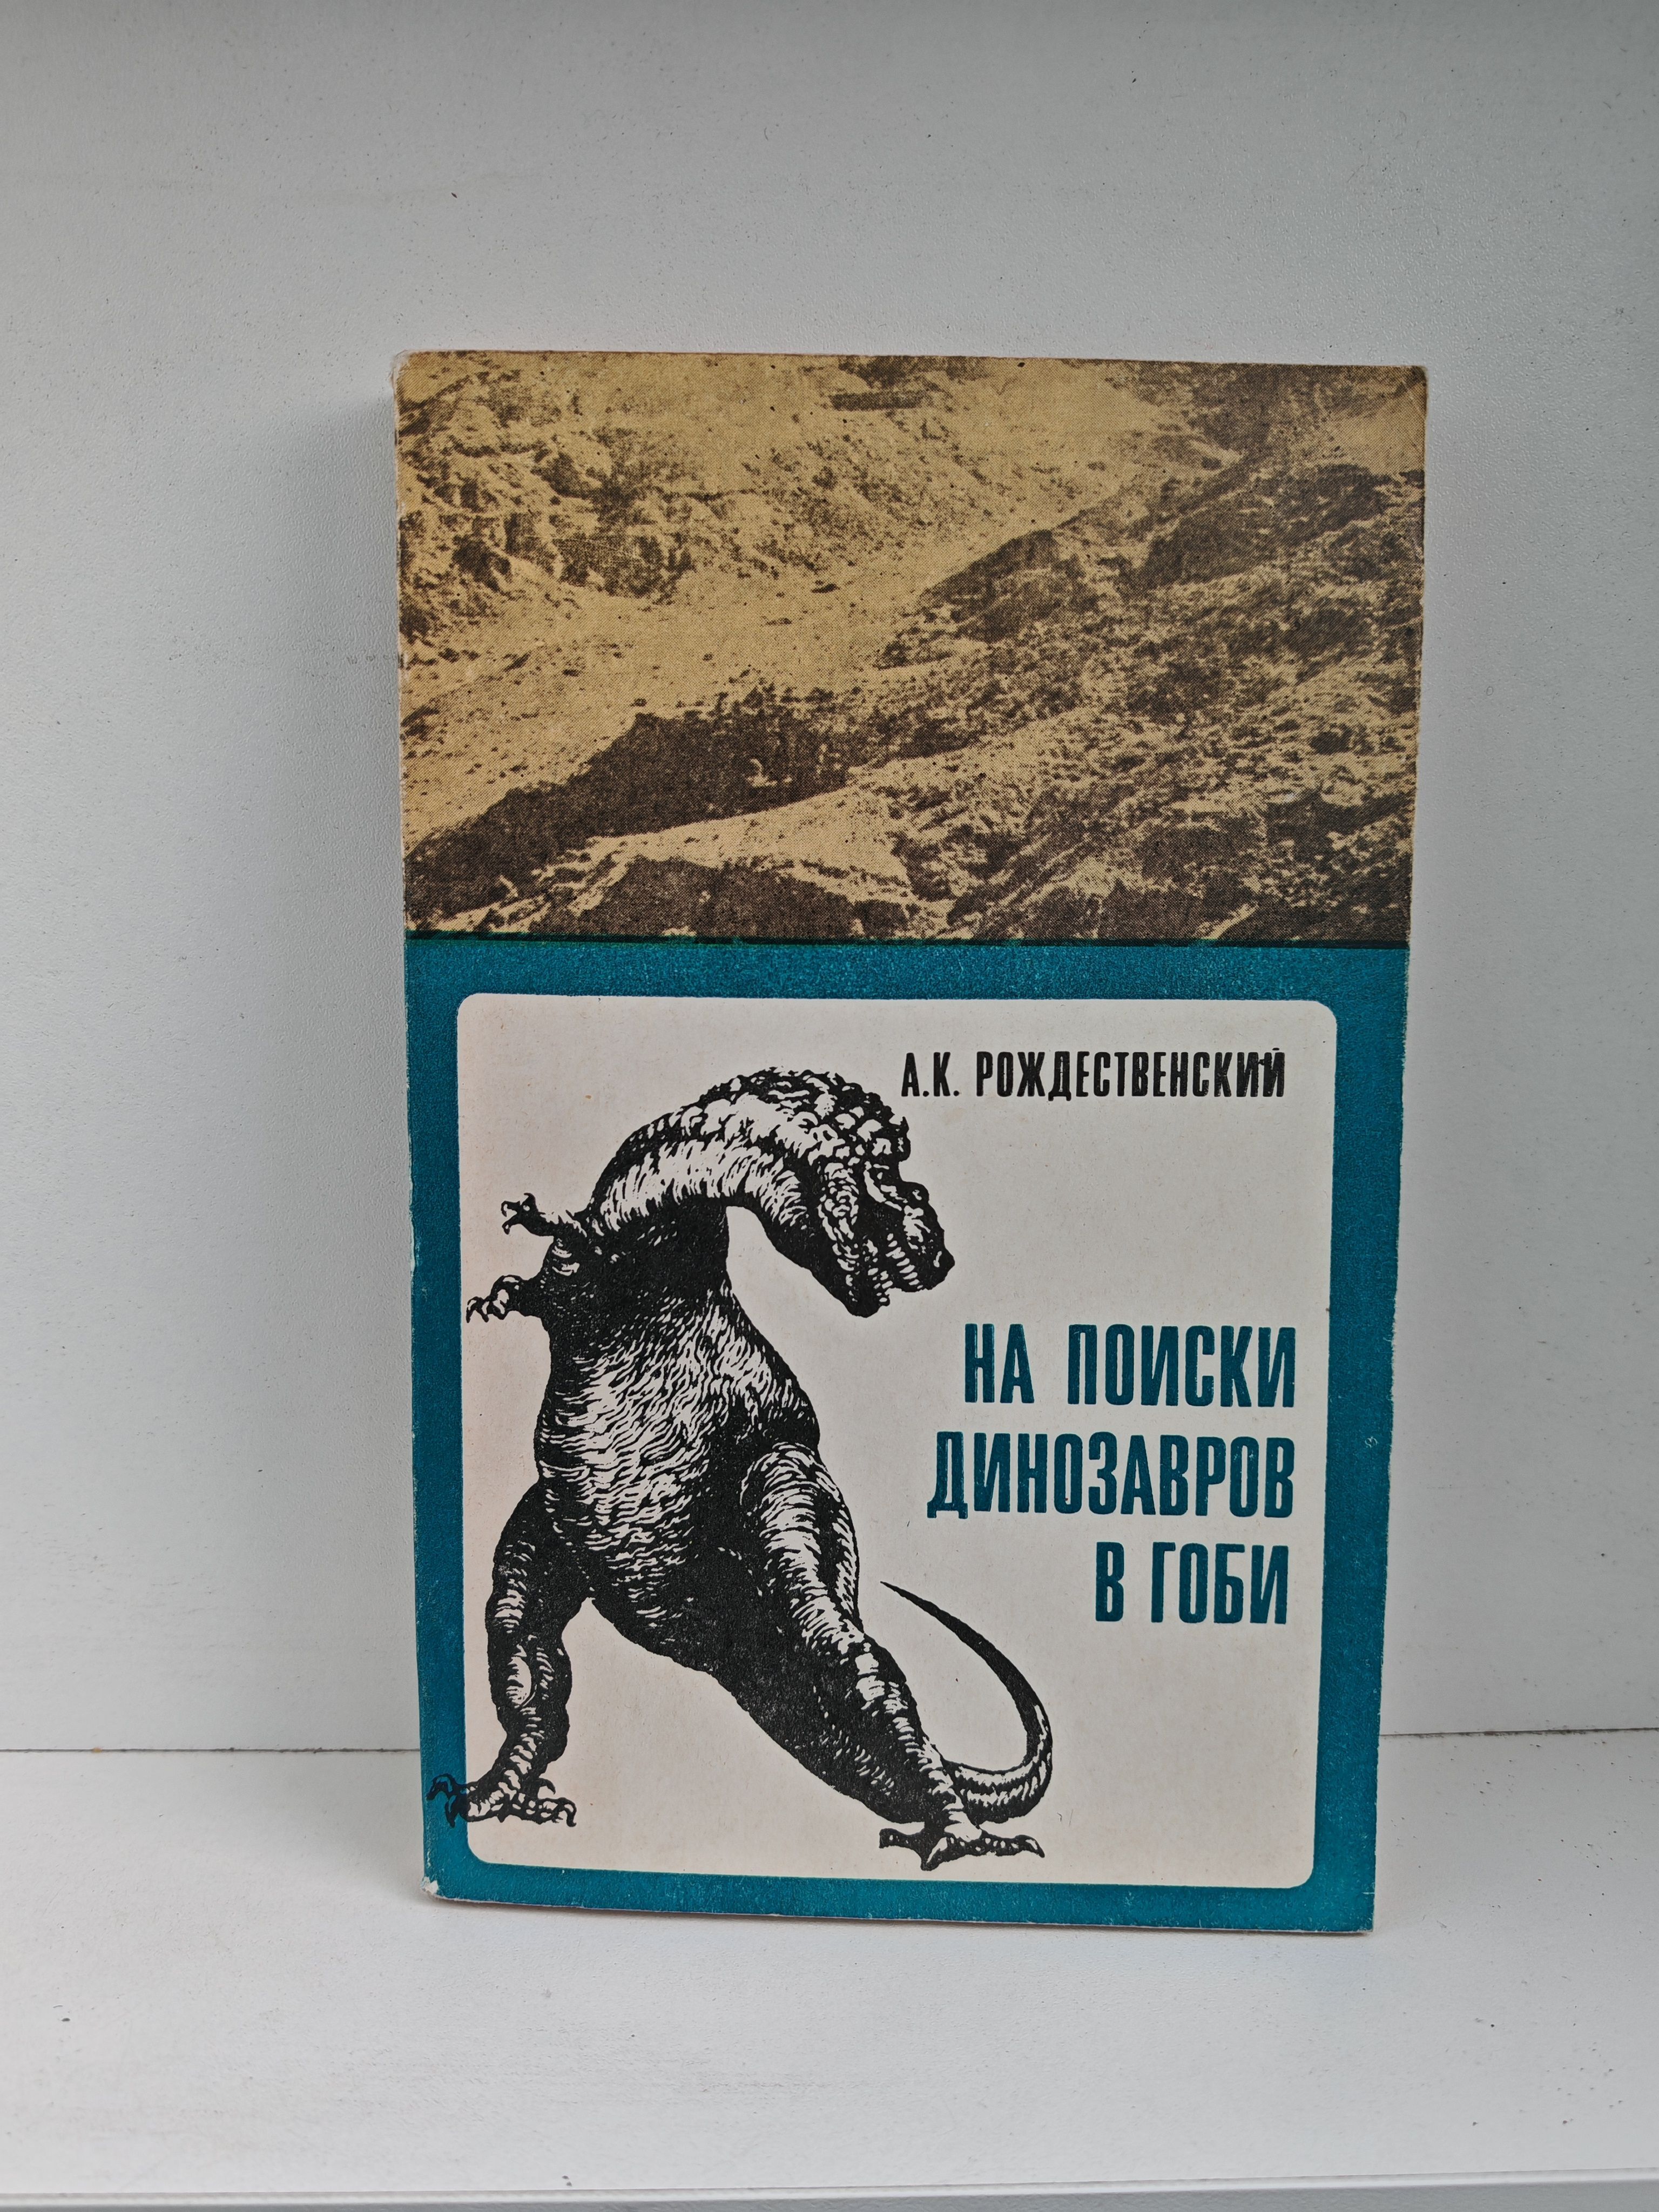 А.К. РОЖДЕСТВЕНСКИЙ
НА ПОИСКИ
ДИНОЗАВРОВ
В ГОБИ